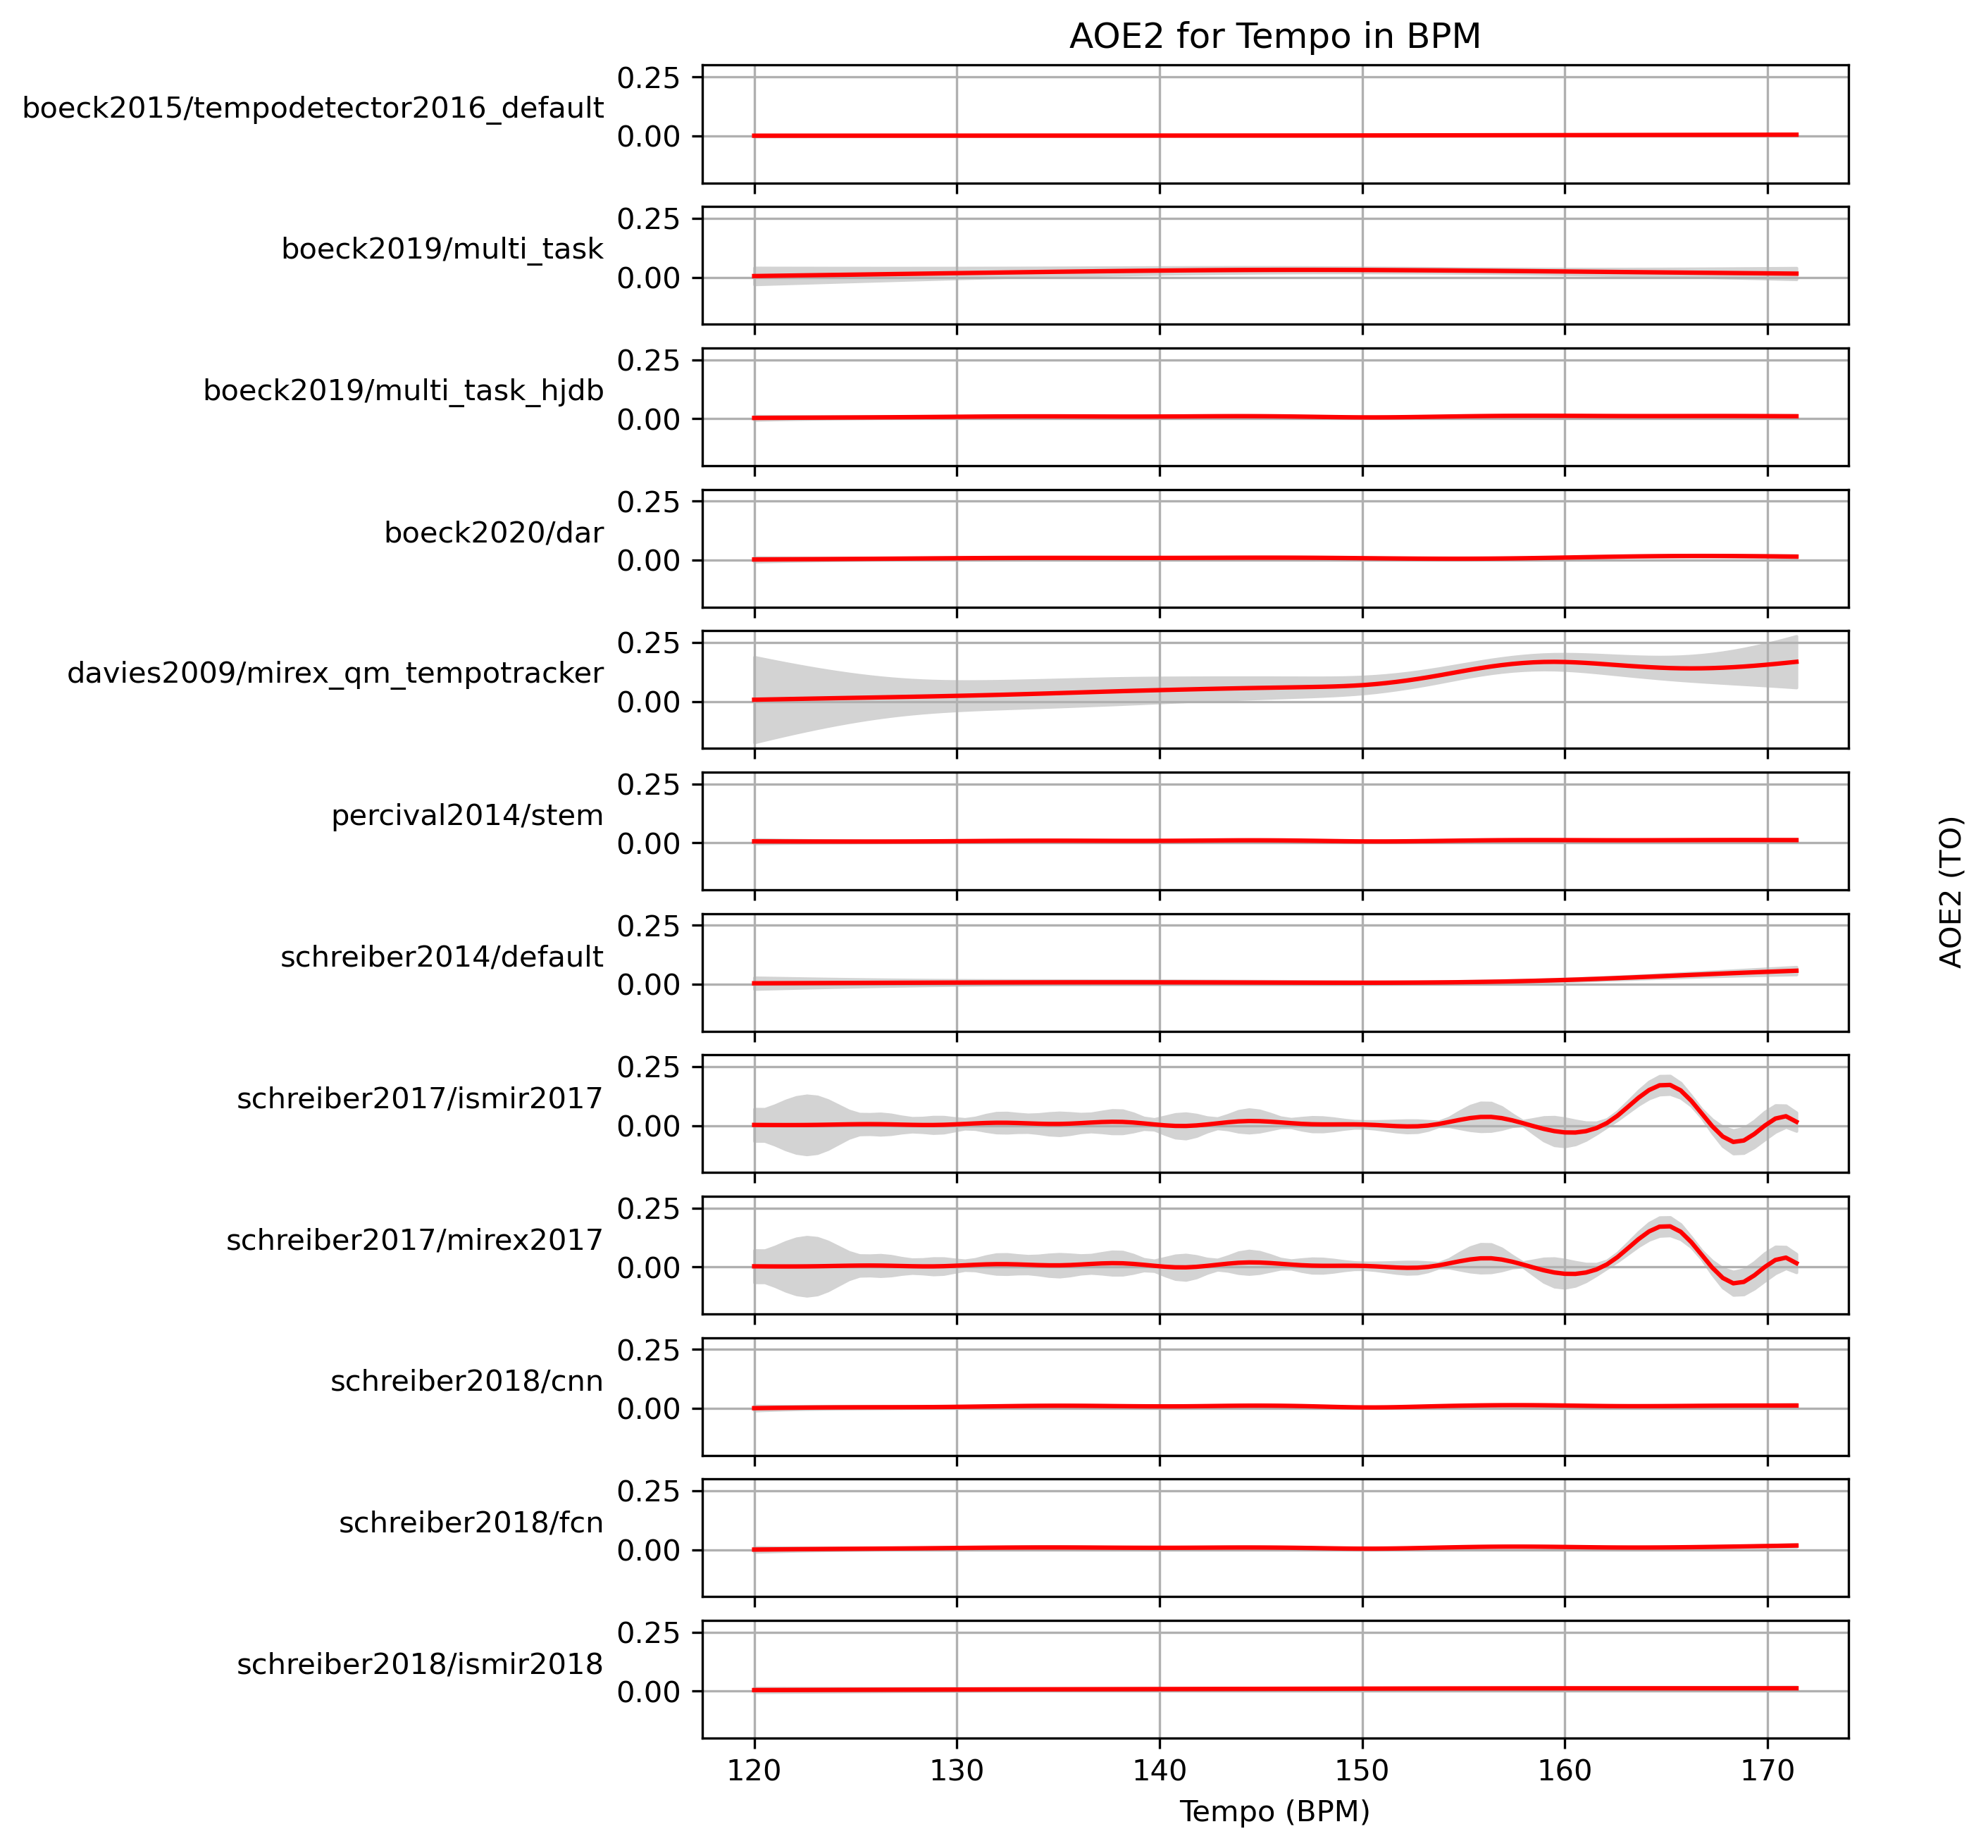 AOE2 for Tempo in BPM
boeck2015/tempodetector2016_default
0.25
0.00
boeck2019/multi_task
0.25
0.00
boeck2019/multi_task_hjdb
0.25
0.00
boeck2020/dar
0.25
0.00
davies2009/mirex_qm_tempotracker
0.25
0.00
percival2014/stem
0.25
0.00
schreiber2014/default
0.25
0.00
schreiber2017/ismir2017
0.25
0.00
schreiber2017/mirex2017
0.25
0.00
schreiber2018/cnn
0.25
0.00
schreiber2018/fcn
0.25
0.00
schreiber2018/ismir2018
0.25
0.00
120 130 140 150 160 170
Tempo (BPM)
AOE2 (TO)